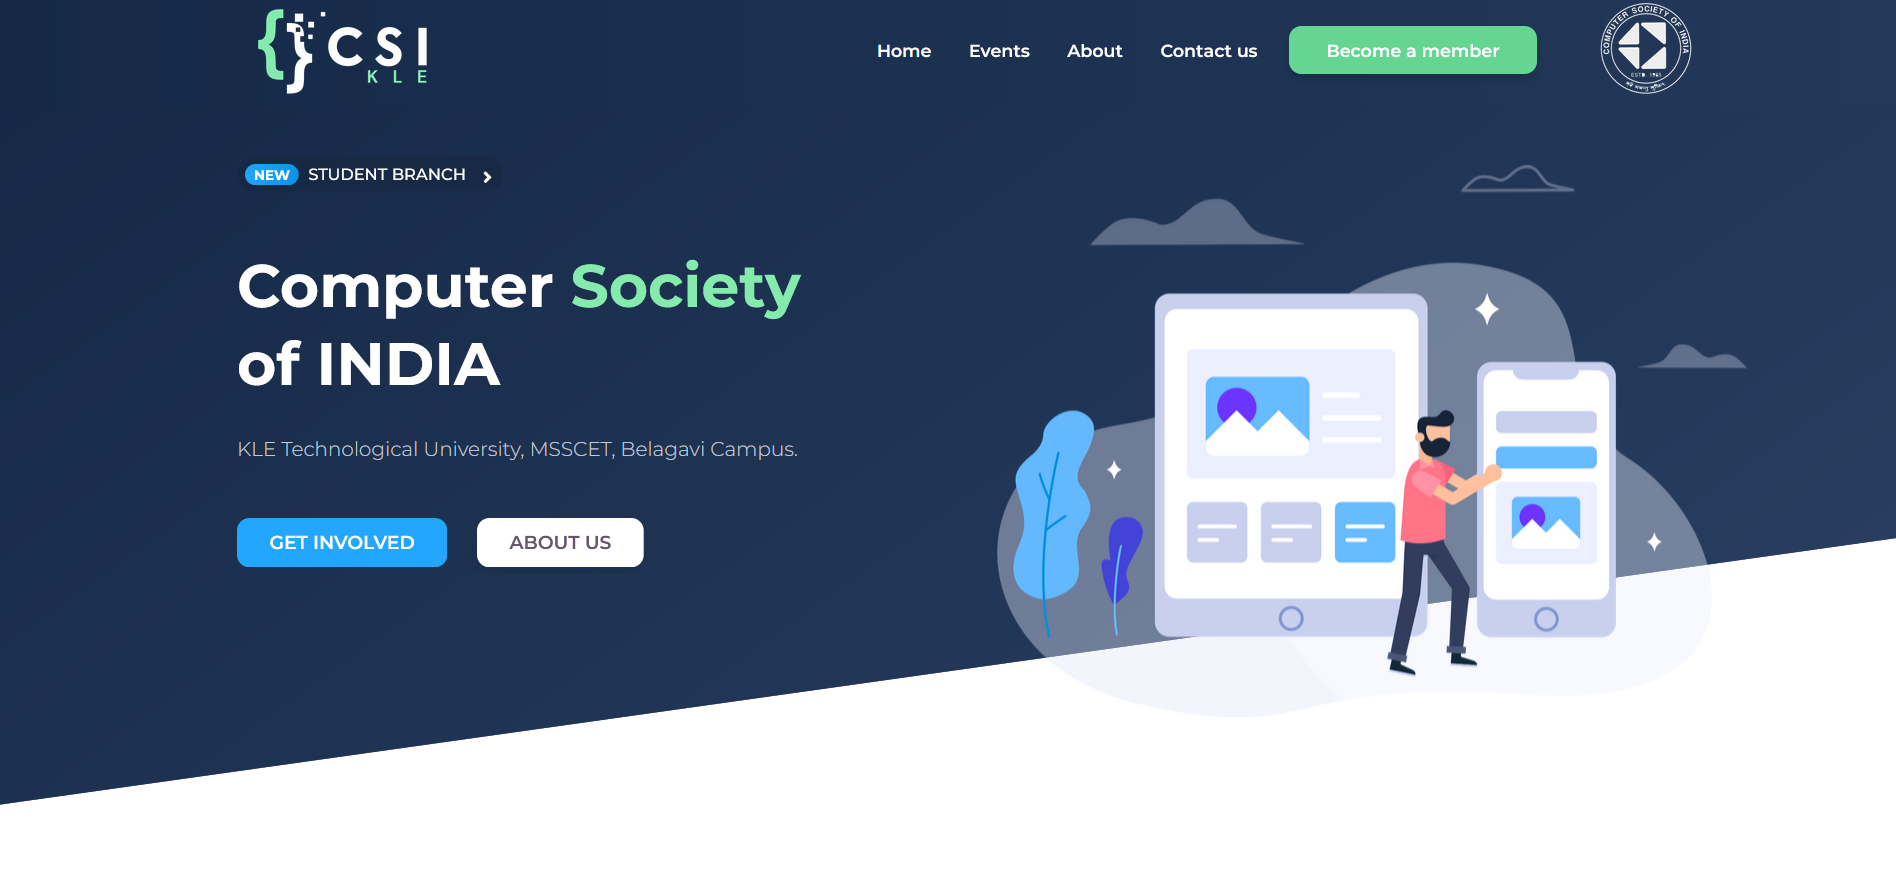 CSI
KLE
Home
Events
About
Contact us
Become a member
COMPUTER SOCIETY OF INDIA
ESTD. 1965
NEW STUDENT BRANCH
Computer Society
of INDIA
KLE Technological University, MSSCET, Belagavi Campus.
GET INVOLVED
ABOUT US